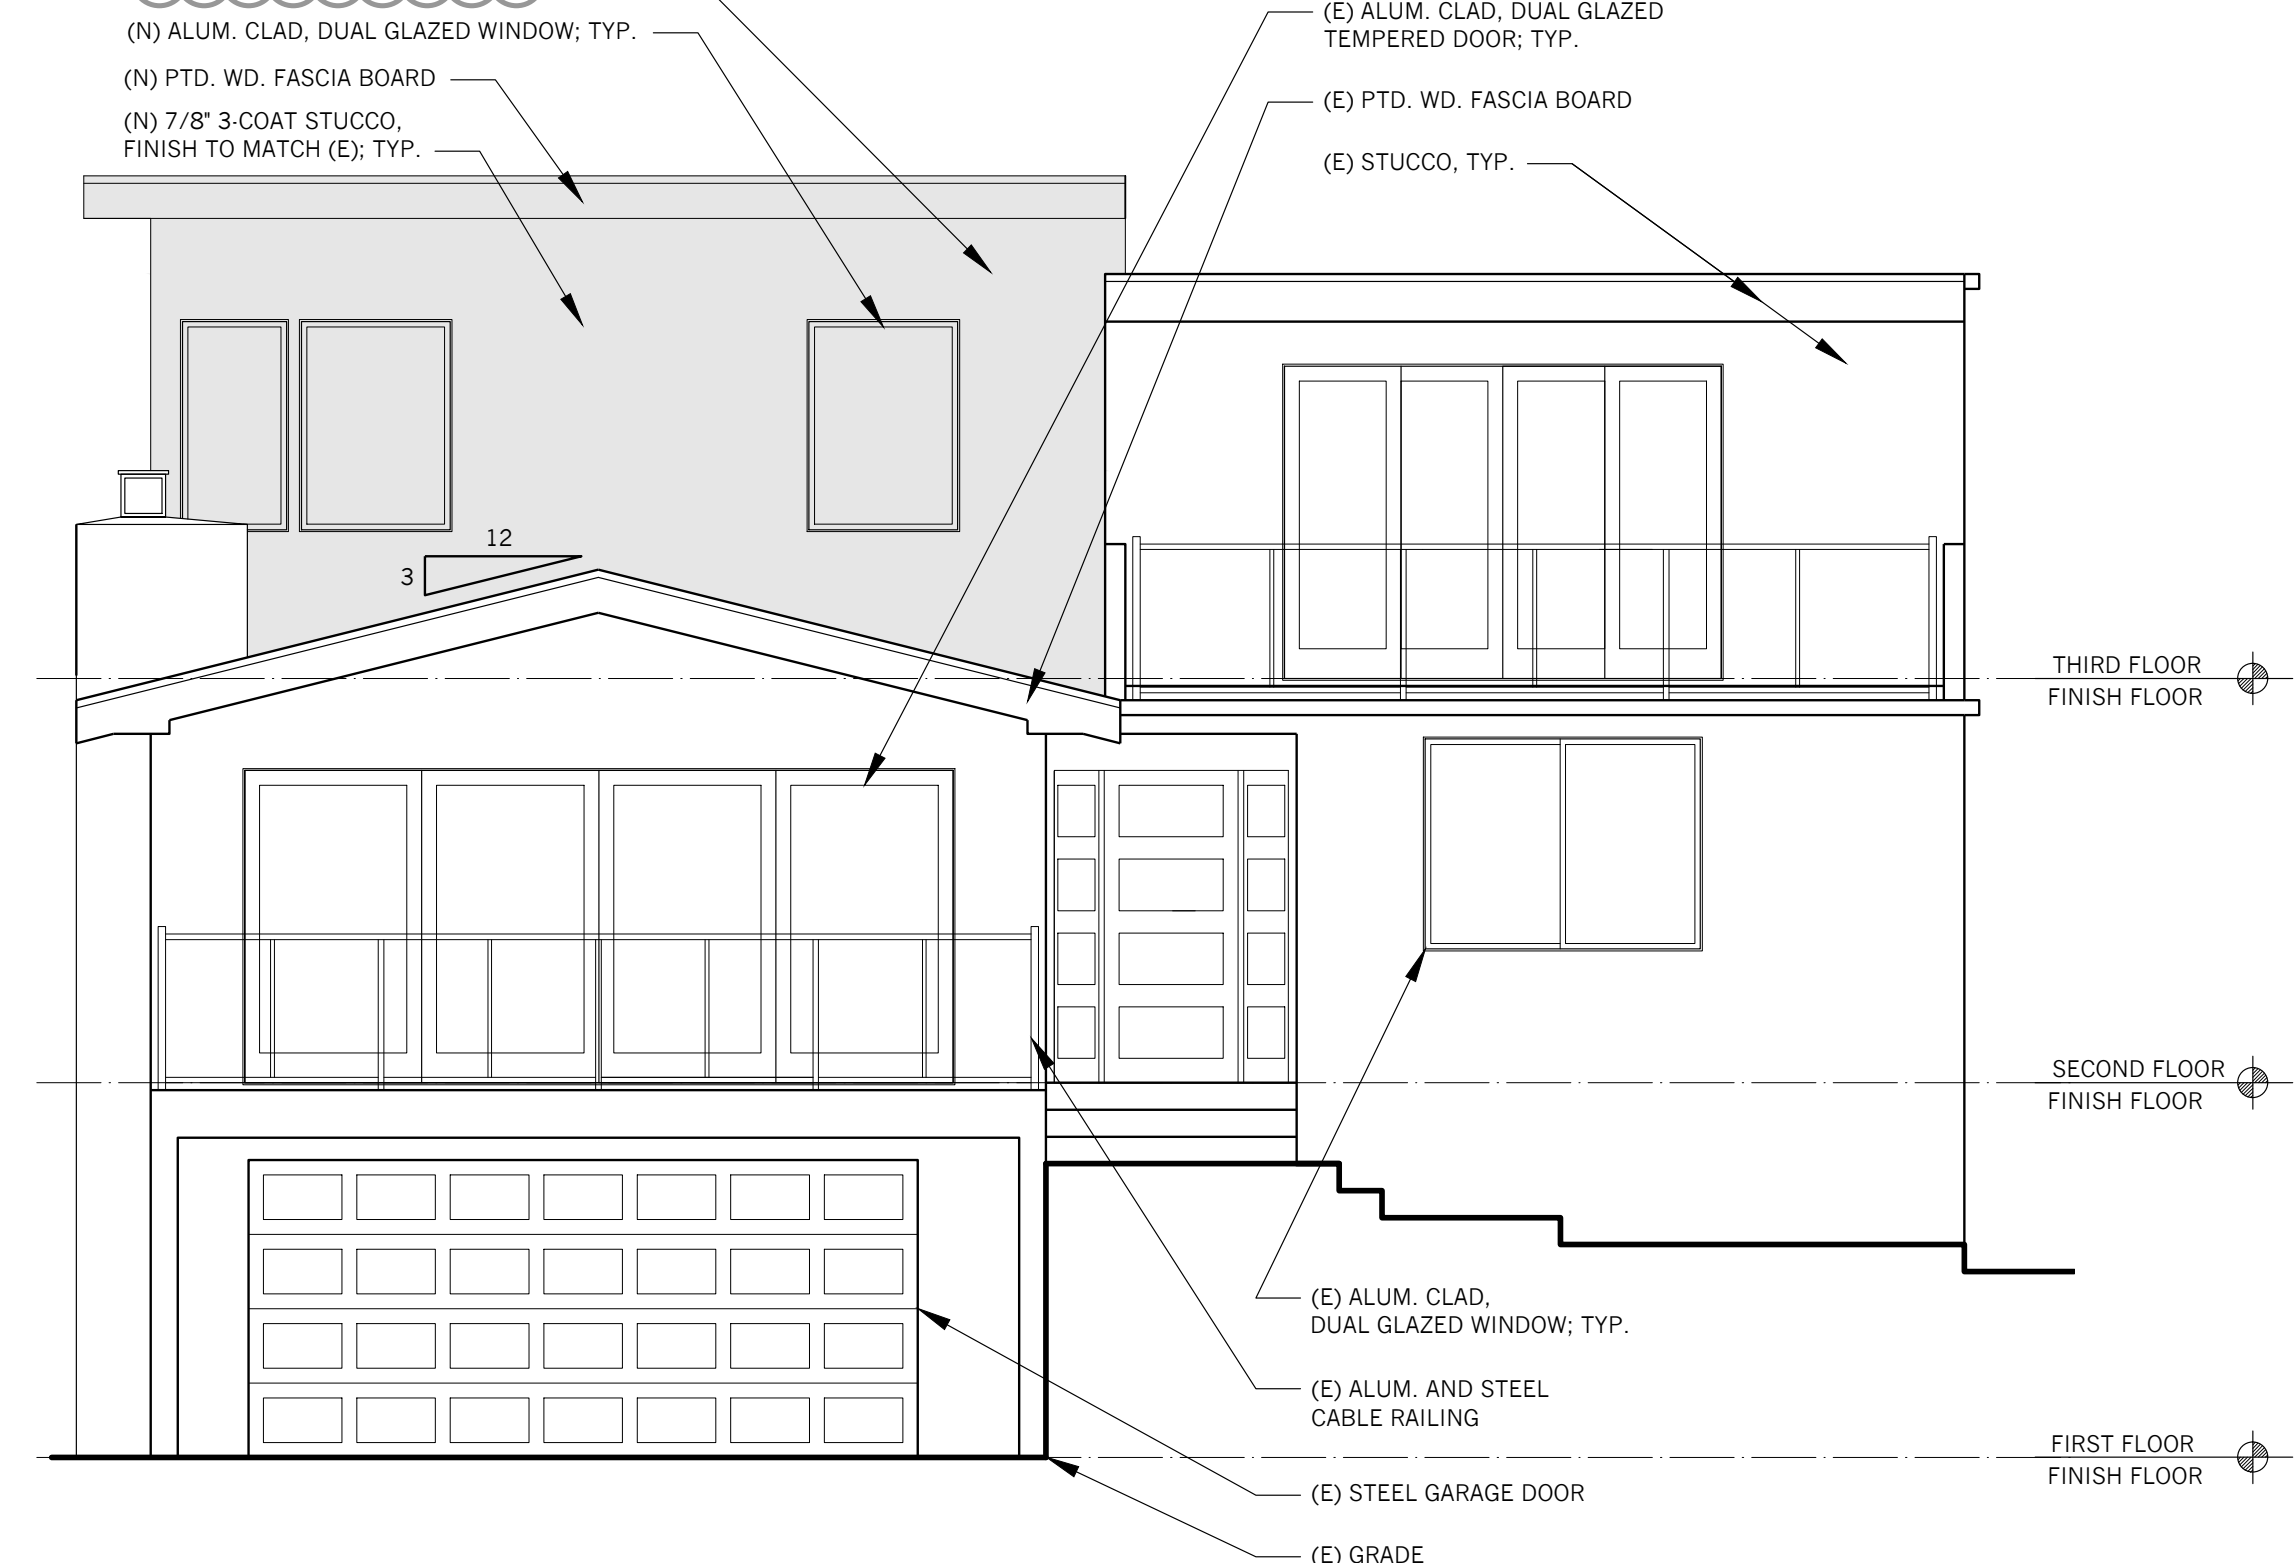 (N) ALUM. CLAD, DUAL GLAZED WINDOW; TYP.
(N) PTD. WD. FASCIA BOARD
(N) 7/8" 3-COAT STUCCO,
FINISH TO MATCH (E); TYP.
(E) ALUM. CLAD, DUAL GLAZED
TEMPERED DOOR; TYP.
(E) PTD. WD. FASCIA BOARD
(E) STUCCO, TYP.
12
3
THIRD FLOOR
FINISH FLOOR
SECOND FLOOR
FINISH FLOOR
(E) ALUM. CLAD,
DUAL GLAZED WINDOW; TYP.
(E) ALUM. AND STEEL
CABLE RAILING
FIRST FLOOR
FINISH FLOOR
(E) STEEL GARAGE DOOR
(E) GRADE